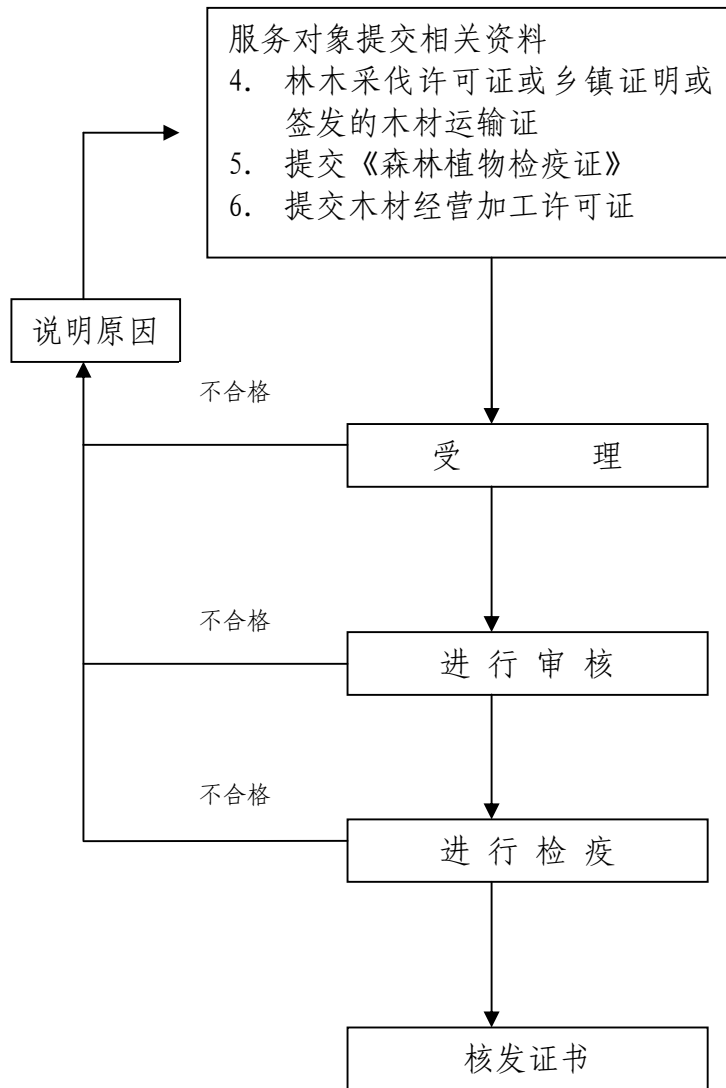 服务对象提交相关资料
4. 林木采伐许可证或乡镇证明或
签发的木材运输证
5. 提交《森林植物检疫证》
6. 提交木材经营加工许可证
说明原因
不合格
受 理
不合格
进 行 审 核
不合格
进 行 检 疫
核发证书